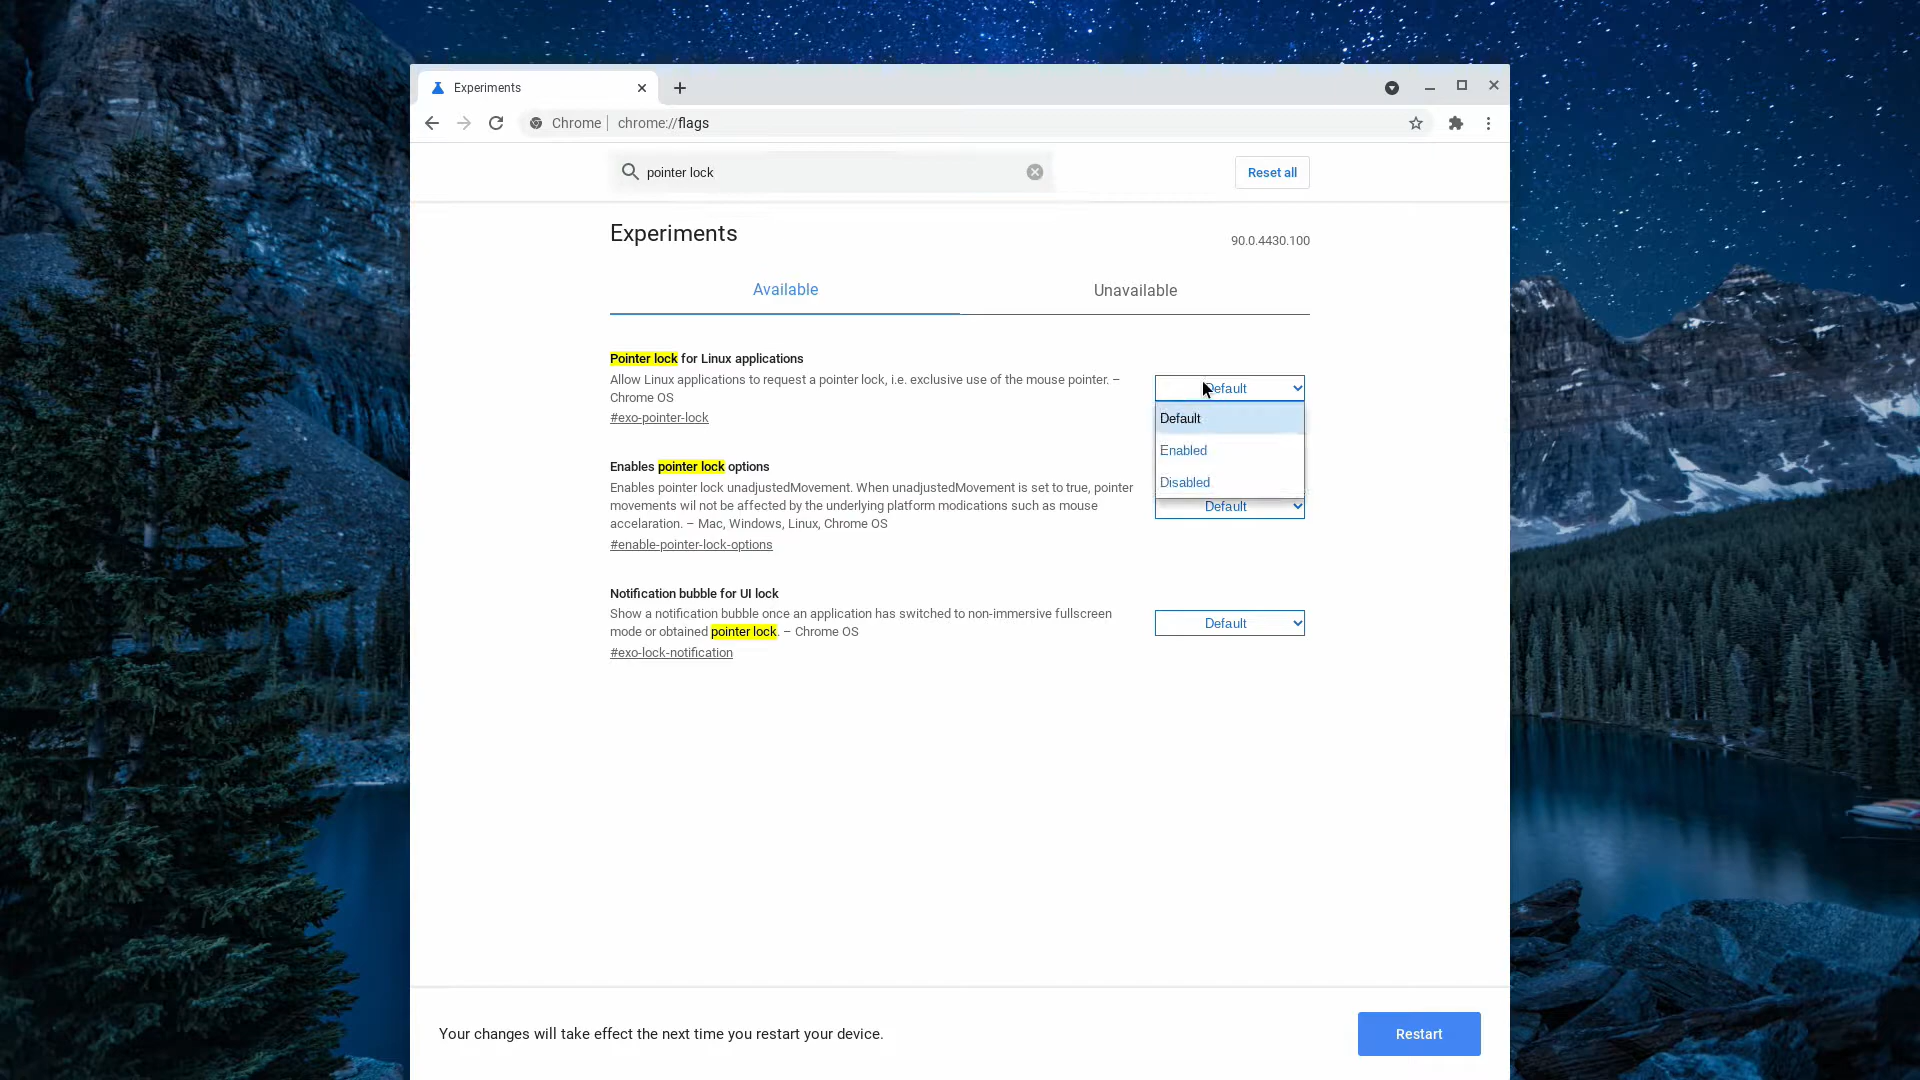 Experiments
Chrome | chrome://flags
pointer lock
Reset all
Experiments
90.0.4430.100
Available
Unavailable
Pointer lock for Linux applications
Allow Linux applications to request a pointer lock, i.e. exclusive use of the mouse pointer. –
Chrome OS
#exo-pointer-lock
Default
Default
Enabled
Disabled
Enables pointer lock options
Enables pointer lock unadjustedMovement. When unadjustedMovement is set to true, pointer
movements wil not be affected by the underlying platform modications such as mouse
accelaration. – Mac, Windows, Linux, Chrome OS
#enable-pointer-lock-options
Default
Notification bubble for UI lock
Show a notification bubble once an application has switched to non-immersive fullscreen
mode or obtained pointer lock. – Chrome OS
#exo-lock-notification
Default
Your changes will take effect the next time you restart your device.
Restart